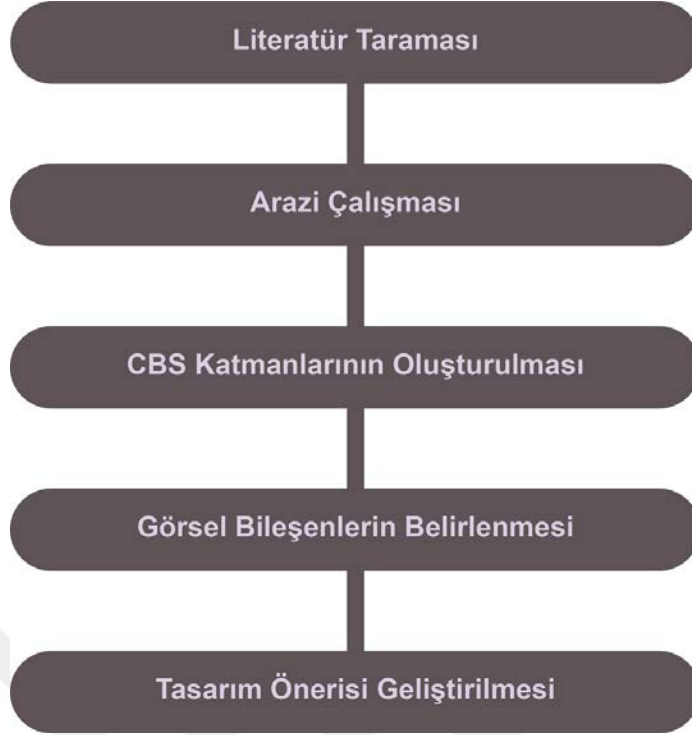 Literatür Taraması
Arazi Çalışması
CBS Katmanlarının Oluşturulması
Görsel Bileşenlerin Belirlenmesi
Tasarım Önerisi Geliştirilmesi